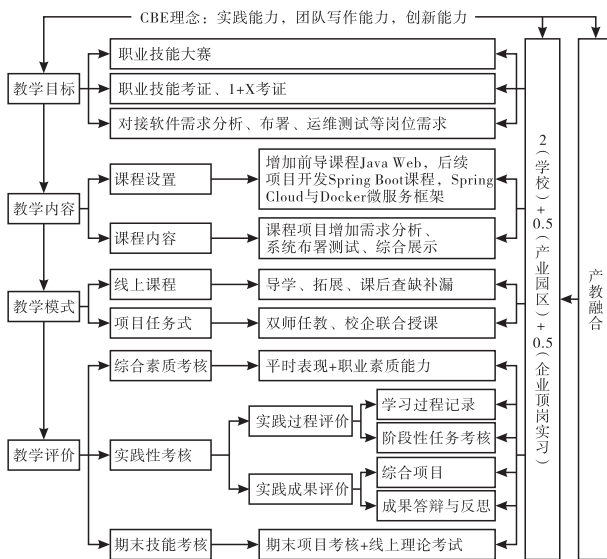 CBE理念：实践能力，团队写作能力，创新能力
教学目标
职业技能大赛
职业技能考证、1+X考证
对接软件需求分析、部署、运维测试等岗位需求
教学内容
课程设置
增加前导课程Java Web，后续
项目开发Spring Boot课程，Spring
Cloud与Docker微服务框架
课程内容
课程项目增加需求分析、
系统布署测试、综合展示
教学模式
线上课程
导学、拓展、课后查缺补漏
项目任务式
双师任教、校企联合授课
教学评价
综合素质考核
平时表现+职业素质能力
实践性考核
实践过程评价
学习过程记录
阶段性任务考核
实践成果评价
综合项目
成果答辩与反思
期末技能考核
期末项目考核+线上理论考试
2(学校)+0.5(产业园区)+0.5(企业顶岗实习)
产教融合